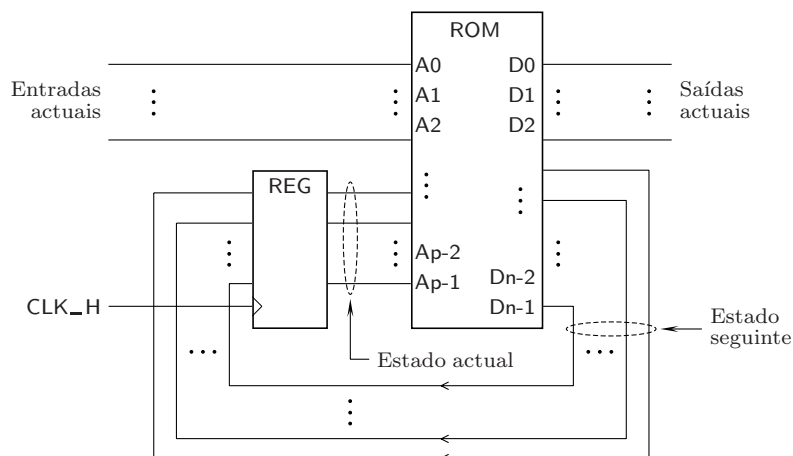 ROM
A0
D0
Entradas
actuais
A1
D1
Saídas
actuais
A2
D2
REG
Ap-2
Ap-1
Dn-2
Dn-1
CLK_H
Estado
seguinte
Estado actual